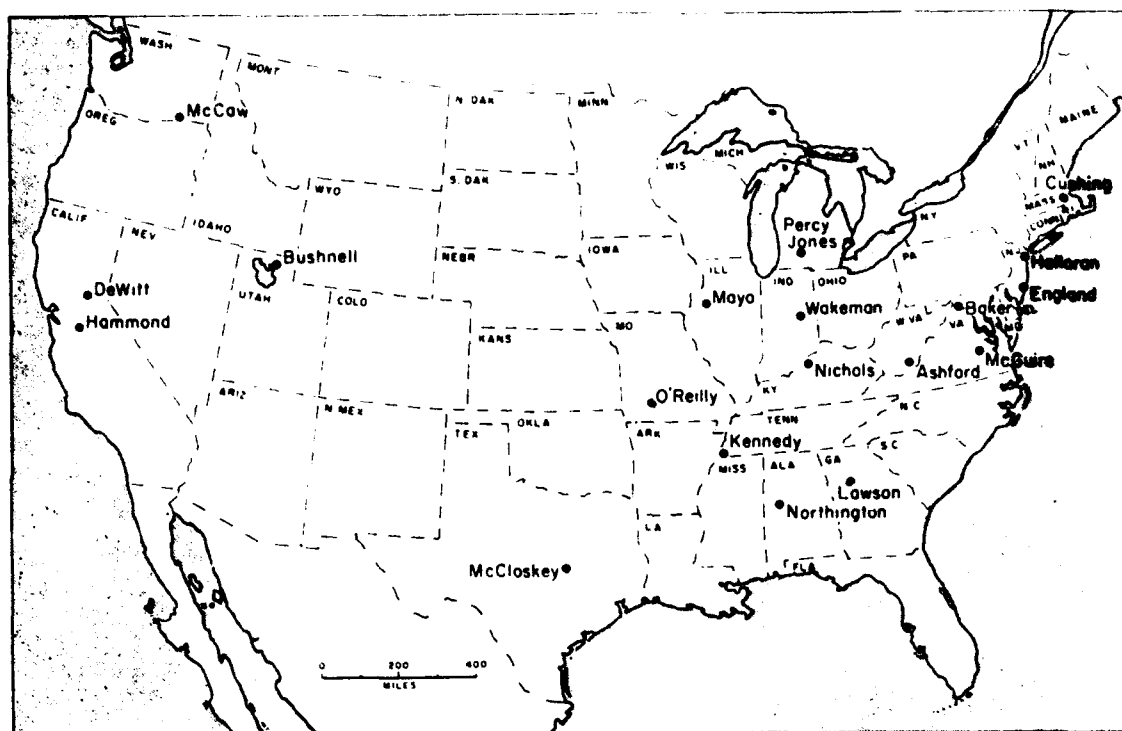 WASH
MONT
N. DAK
MINN
McCaw
OREG
MAINE
VT
NH
WIS
MICH
S. DAK
WYO
Cushing
MASS
CONN
CALIF
NEV
IDAHO
NY
Percy
Jones
IOWA
NEBR
PA
Bushnell
Halloran
ILL
IND
OHIO
UTAH
COLO
DeWitt
Mayo
England
Hammond
Wakeman
Baker
W. VA
VA
MO
KANS
McGuire
Nichols
Ashford
KY
ARIZ
N. MEX
O'Reilly
N.C
TEX
OKLA
TENN
ARK
Kennedy
S.C
MISS
ALA
GA
Lawson
Northington
LA
McCloskey
FLA
0 200 400
MILES